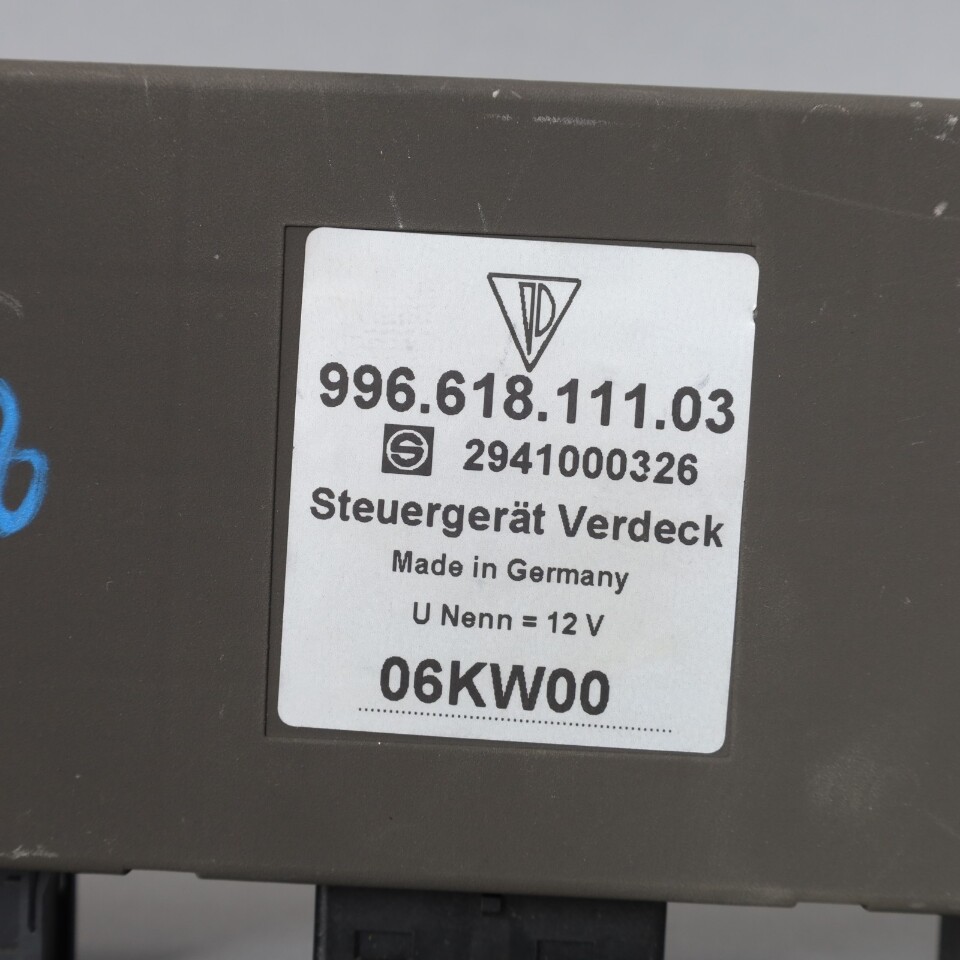 996.618.111.03
S 2941000326
Steuergerät Verdeck
Made in Germany
U Nenn = 12 V
06KW00